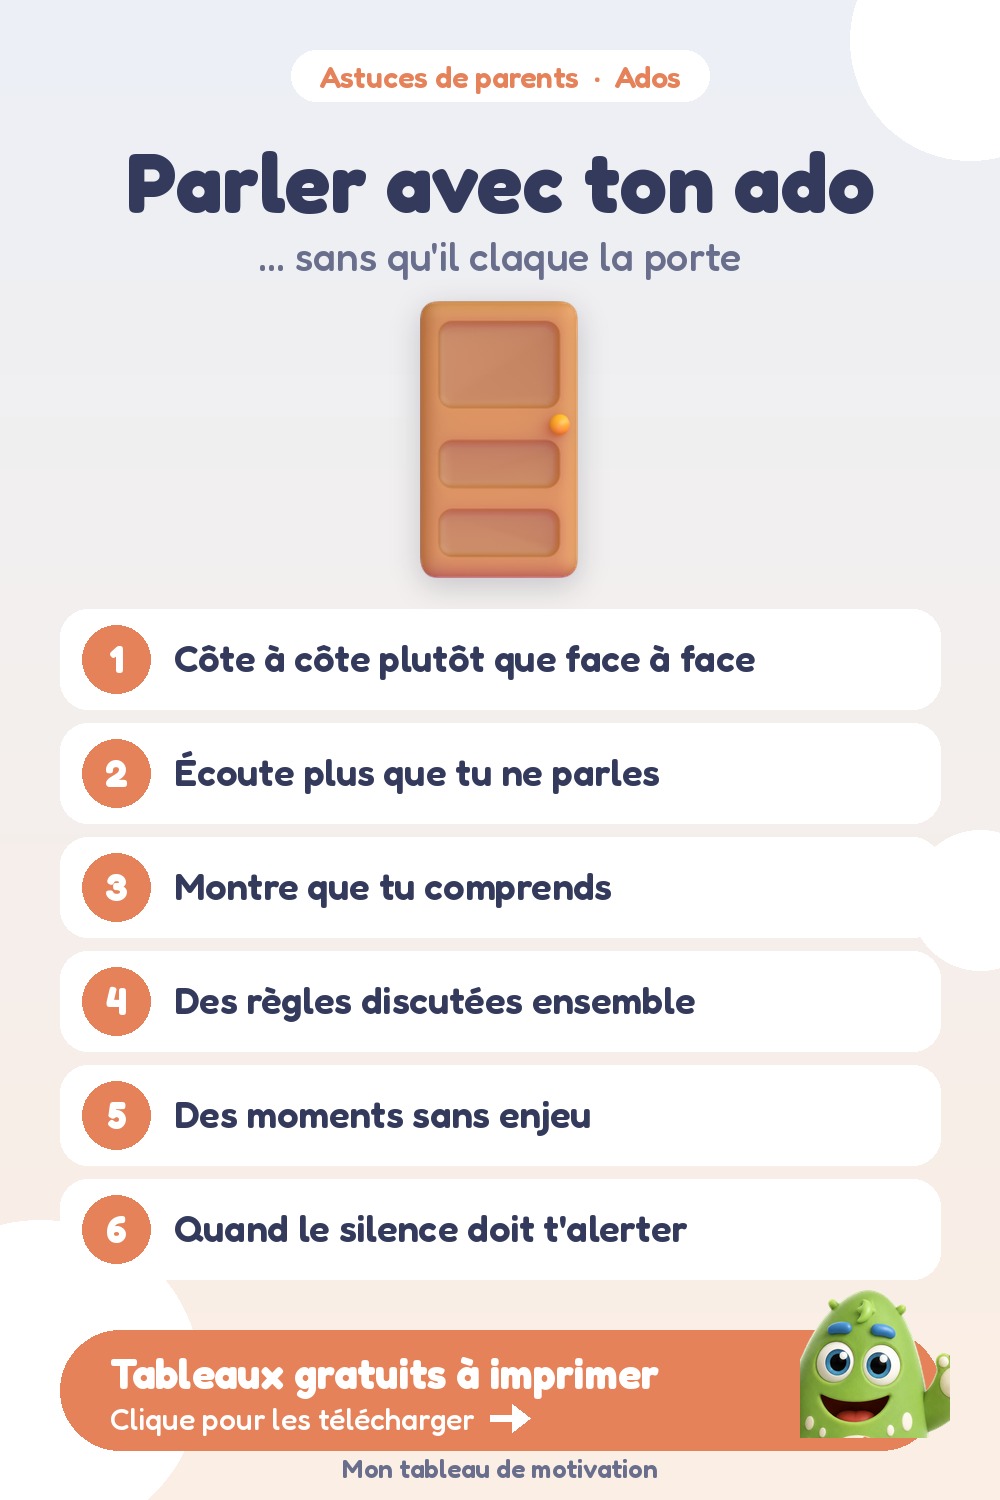 Astuces de parents · Ados
Parler avec ton ado
... sans qu'il claque la porte
1 Côte à côte plutôt que face à face
2 Écoute plus que tu ne parles
3 Montre que tu comprends
4 Des règles discutées ensemble
5 Des moments sans enjeu
6 Quand le silence doit t'alerter
Tableaux gratuits à imprimer
Clique pour les télécharger →
Mon tableau de motivation